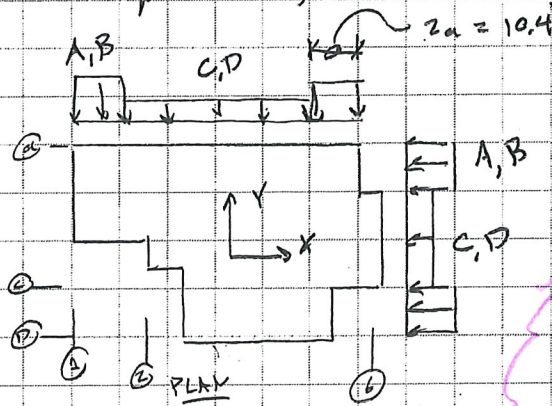 2a = 10.4
A,B
C,D
A,B
C,D
Y
X
1
2
6
PLAN